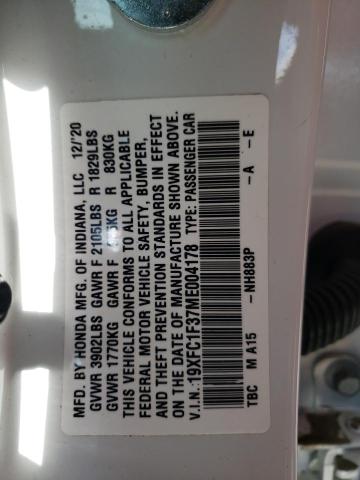 MFD. BY HONDA MFG. OF INDIANA, LLC 12/'20
GVWR 3902LBS GAWR F 2105LBS R 1829LBS
GVWR 1770KG GAWR F R 830KG
THIS VEHICLE CONFORMS TO ALL APPLICABLE
FEDERAL MOTOR VEHICLE SAFETY, BUMPER,
AND THEFT PREVENTION STANDARDS IN EFFECT
ON THE DATE OF MANUFACTURE SHOWN ABOVE.
V.I.N.: 19XFC1F37ME004178 TYPE: PASSENGER CAR
TBC M A15 -NH883P -A -E